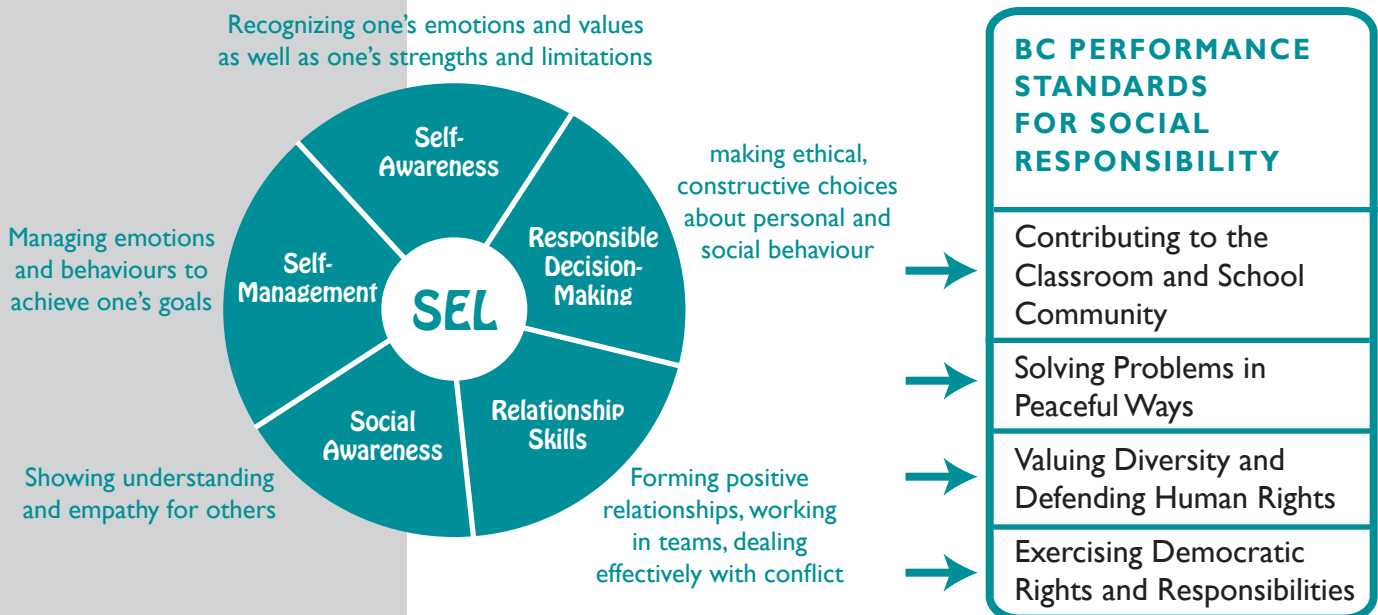 Recognizing one's emotions and values
as well as one's strengths and limitations
Self-
Awareness
making ethical,
constructive choices
about personal and
social behaviour
Responsible
Decision-
Making
Managing emotions
and behaviours to
achieve one's goals
Self-
Management
SEL
Social
Awareness
Relationship
Skills
Showing understanding
and empathy for others
Forming positive
relationships, working
in teams, dealing
effectively with conflict
BC PERFORMANCE
STANDARDS
FOR SOCIAL
RESPONSIBILITY
Contributing to the
Classroom and School
Community
Solving Problems in
Peaceful Ways
Valuing Diversity and
Defending Human Rights
Exercising Democratic
Rights and Responsibilities